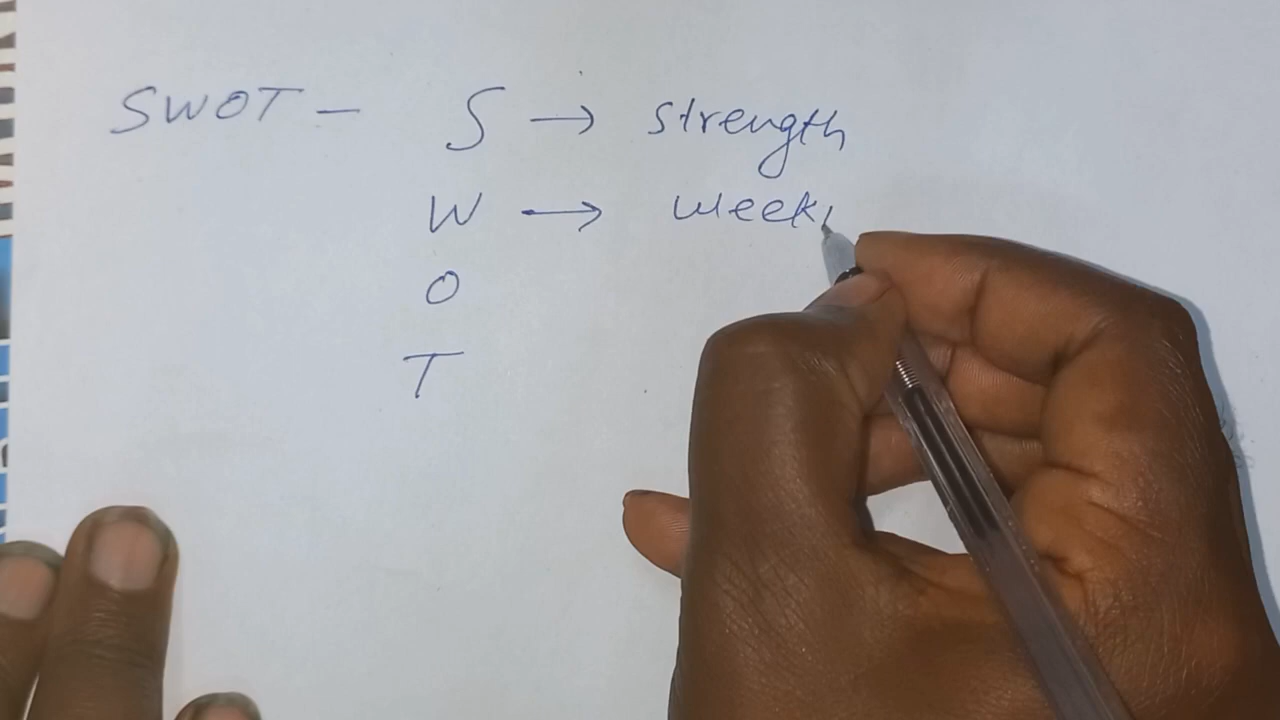 SWOT - S → strength
W → week
O
T